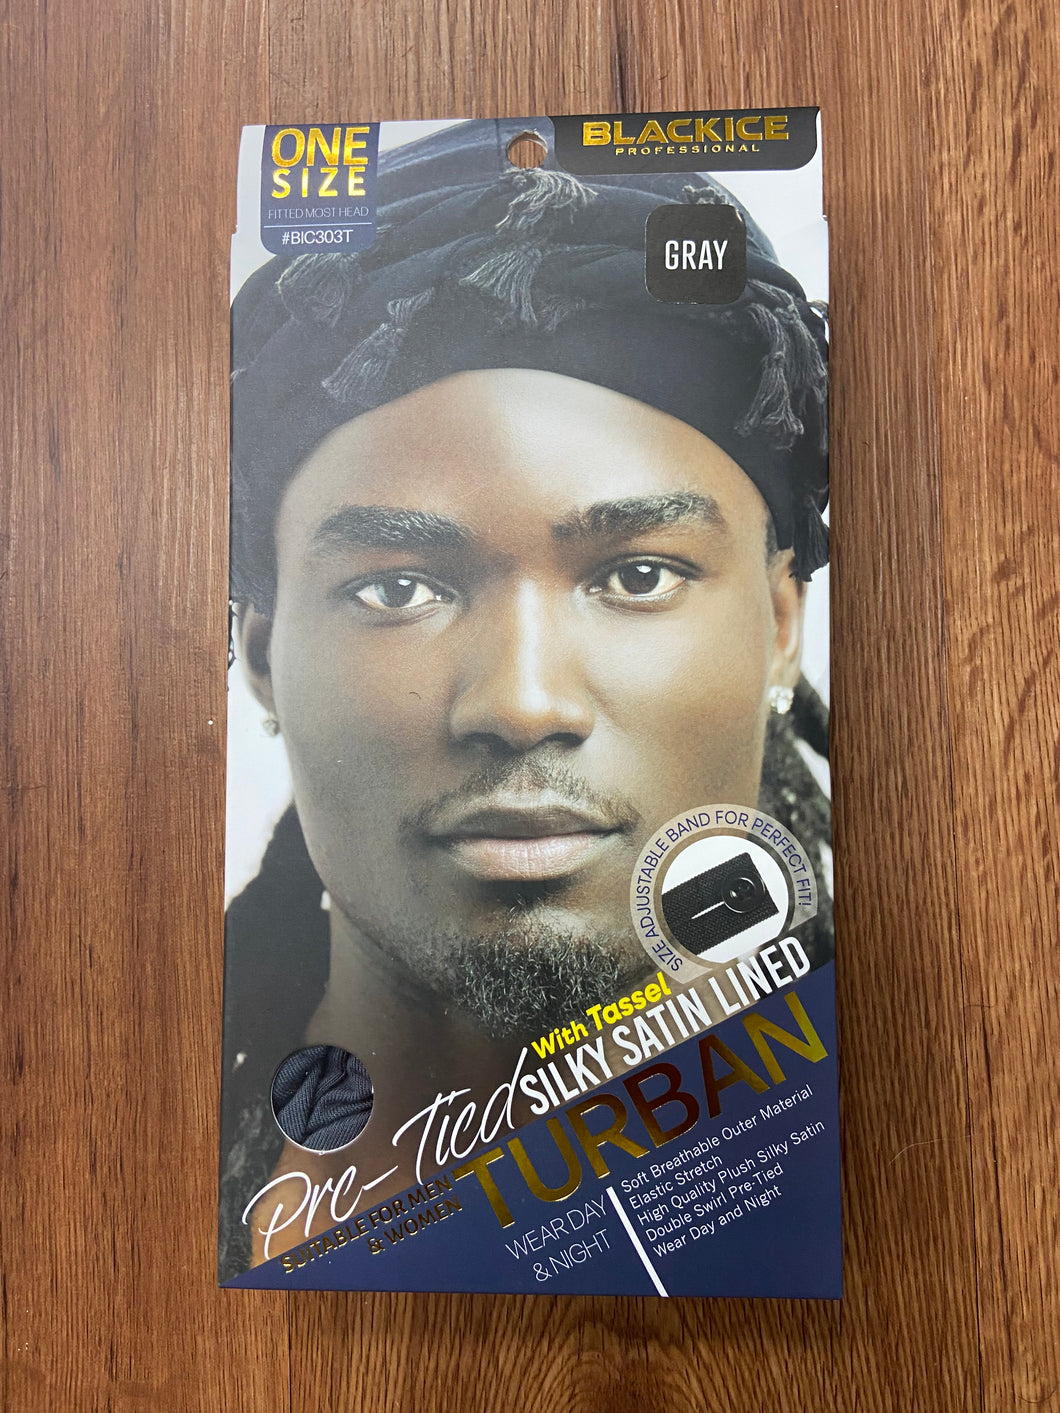 ONE
SIZE
FITTED MOST HEAD
#BIC303T
BLACKICE
PROFESSIONAL
GRAY
SIZE ADJUSTABLE BAND FOR PERFECT FIT!
With Tassel
Pre-Tied SILKY SATIN LINED
TURBAN
SUITABLE FOR MEN
& WOMEN
WEAR DAY
& NIGHT
Soft Breathable Outer Material
Elastic Stretch
High Quality Plush Silky Satin
Double Swirl Pre-Tied
Wear Day and Night